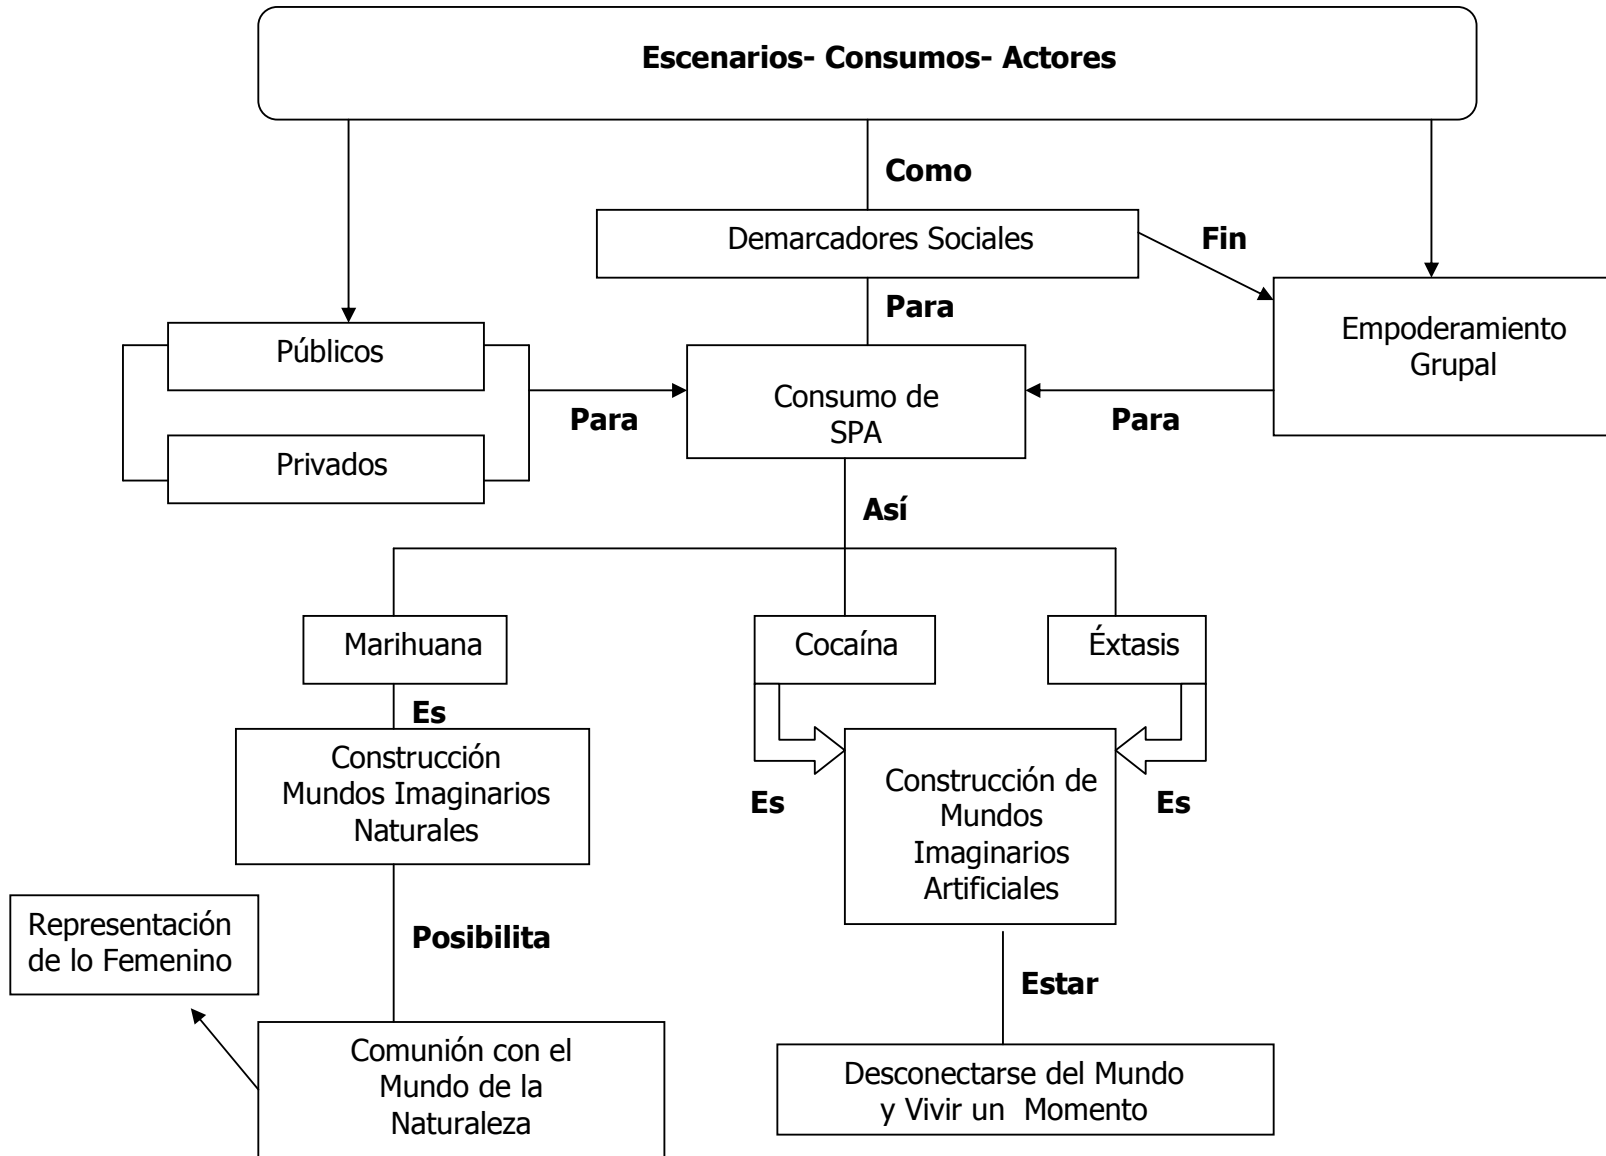 Escenarios- Consumos- Actores
Como
Demarcadores Sociales
Fin
Para
Públicos
Empoderamiento
Grupal
Consumo de
SPA
Para
Para
Privados
Así
Marihuana
Cocaína
Éxtasis
Es
Construcción
Mundos Imaginarios
Naturales
Construcción de
Mundos
Imaginarios
Artificiales
Es
Es
Representación
de lo Femenino
Posibilita
Estar
Comunión con el
Mundo de la
Naturaleza
Desconectarse del Mundo
y Vivir un Momento